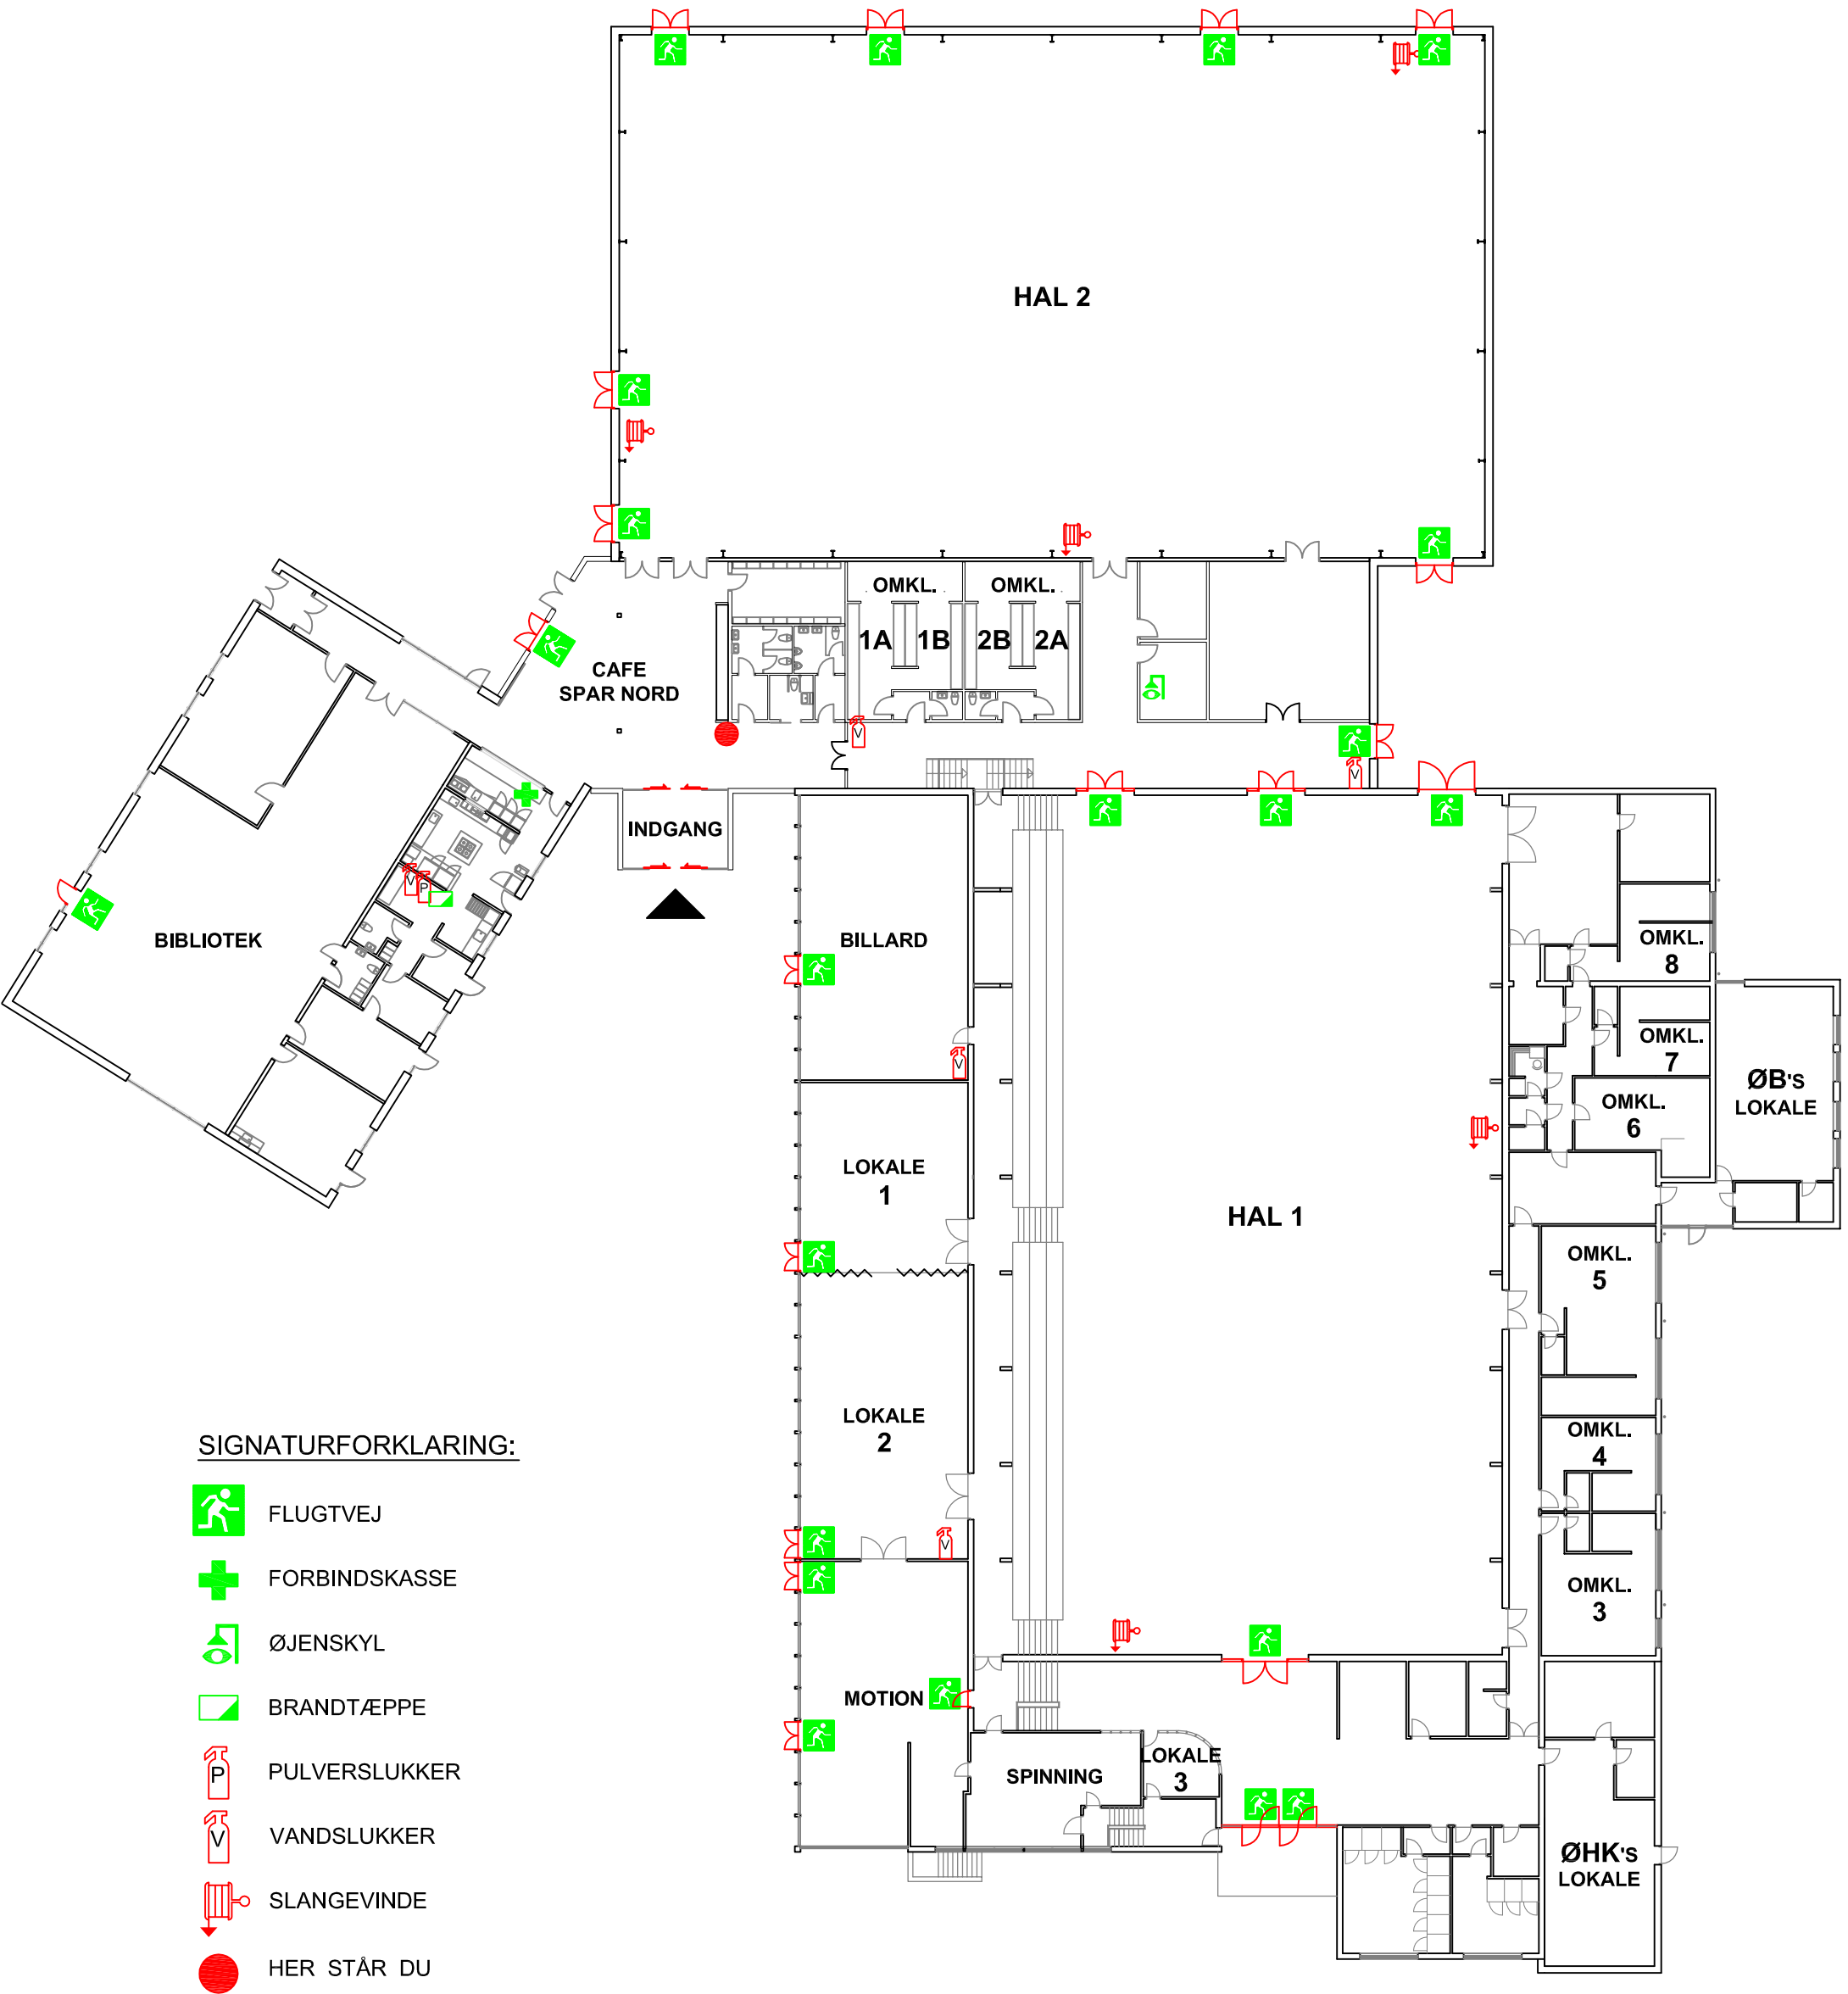 HAL 2
OMKL.
OMKL.
1A
1B
2B
2A
CAFE
SPAR NORD
V
V
INDGANG
V
P
BIBLIOTEK
BILLARD
V
OMKL.
8
OMKL.
7
ØB'S
LOKALE
OMKL.
6
LOKALE
1
HAL 1
OMKL.
5
LOKALE
2
V
OMKL.
4
OMKL.
3
MOTION
SPINNING
LOKALE
3
ØHK'S
LOKALE
SIGNATURFORKLARING:
FLUGTVEJ
FORBINDSKASSE
ØJENSKYL
BRANDTÆPPE
P PULVERSLUKKER
V VANDSLUKKER
SLANGEVINDE
HER STÅR DU